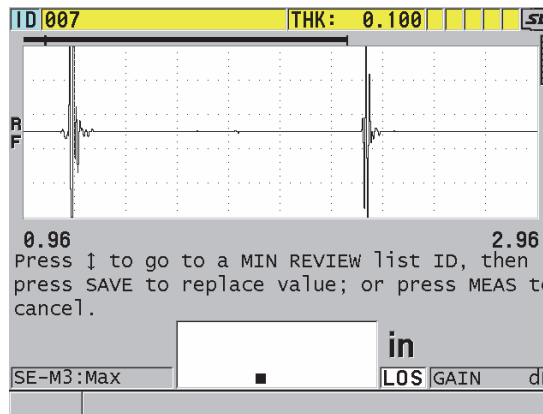 ID 007 THK: 0.100
R
F
0.96 2.96
Press ↕ to go to a MIN REVIEW list ID, then
press SAVE to replace value; or press MEAS to
cancel.
in
SE-M3:Max LOS GAIN